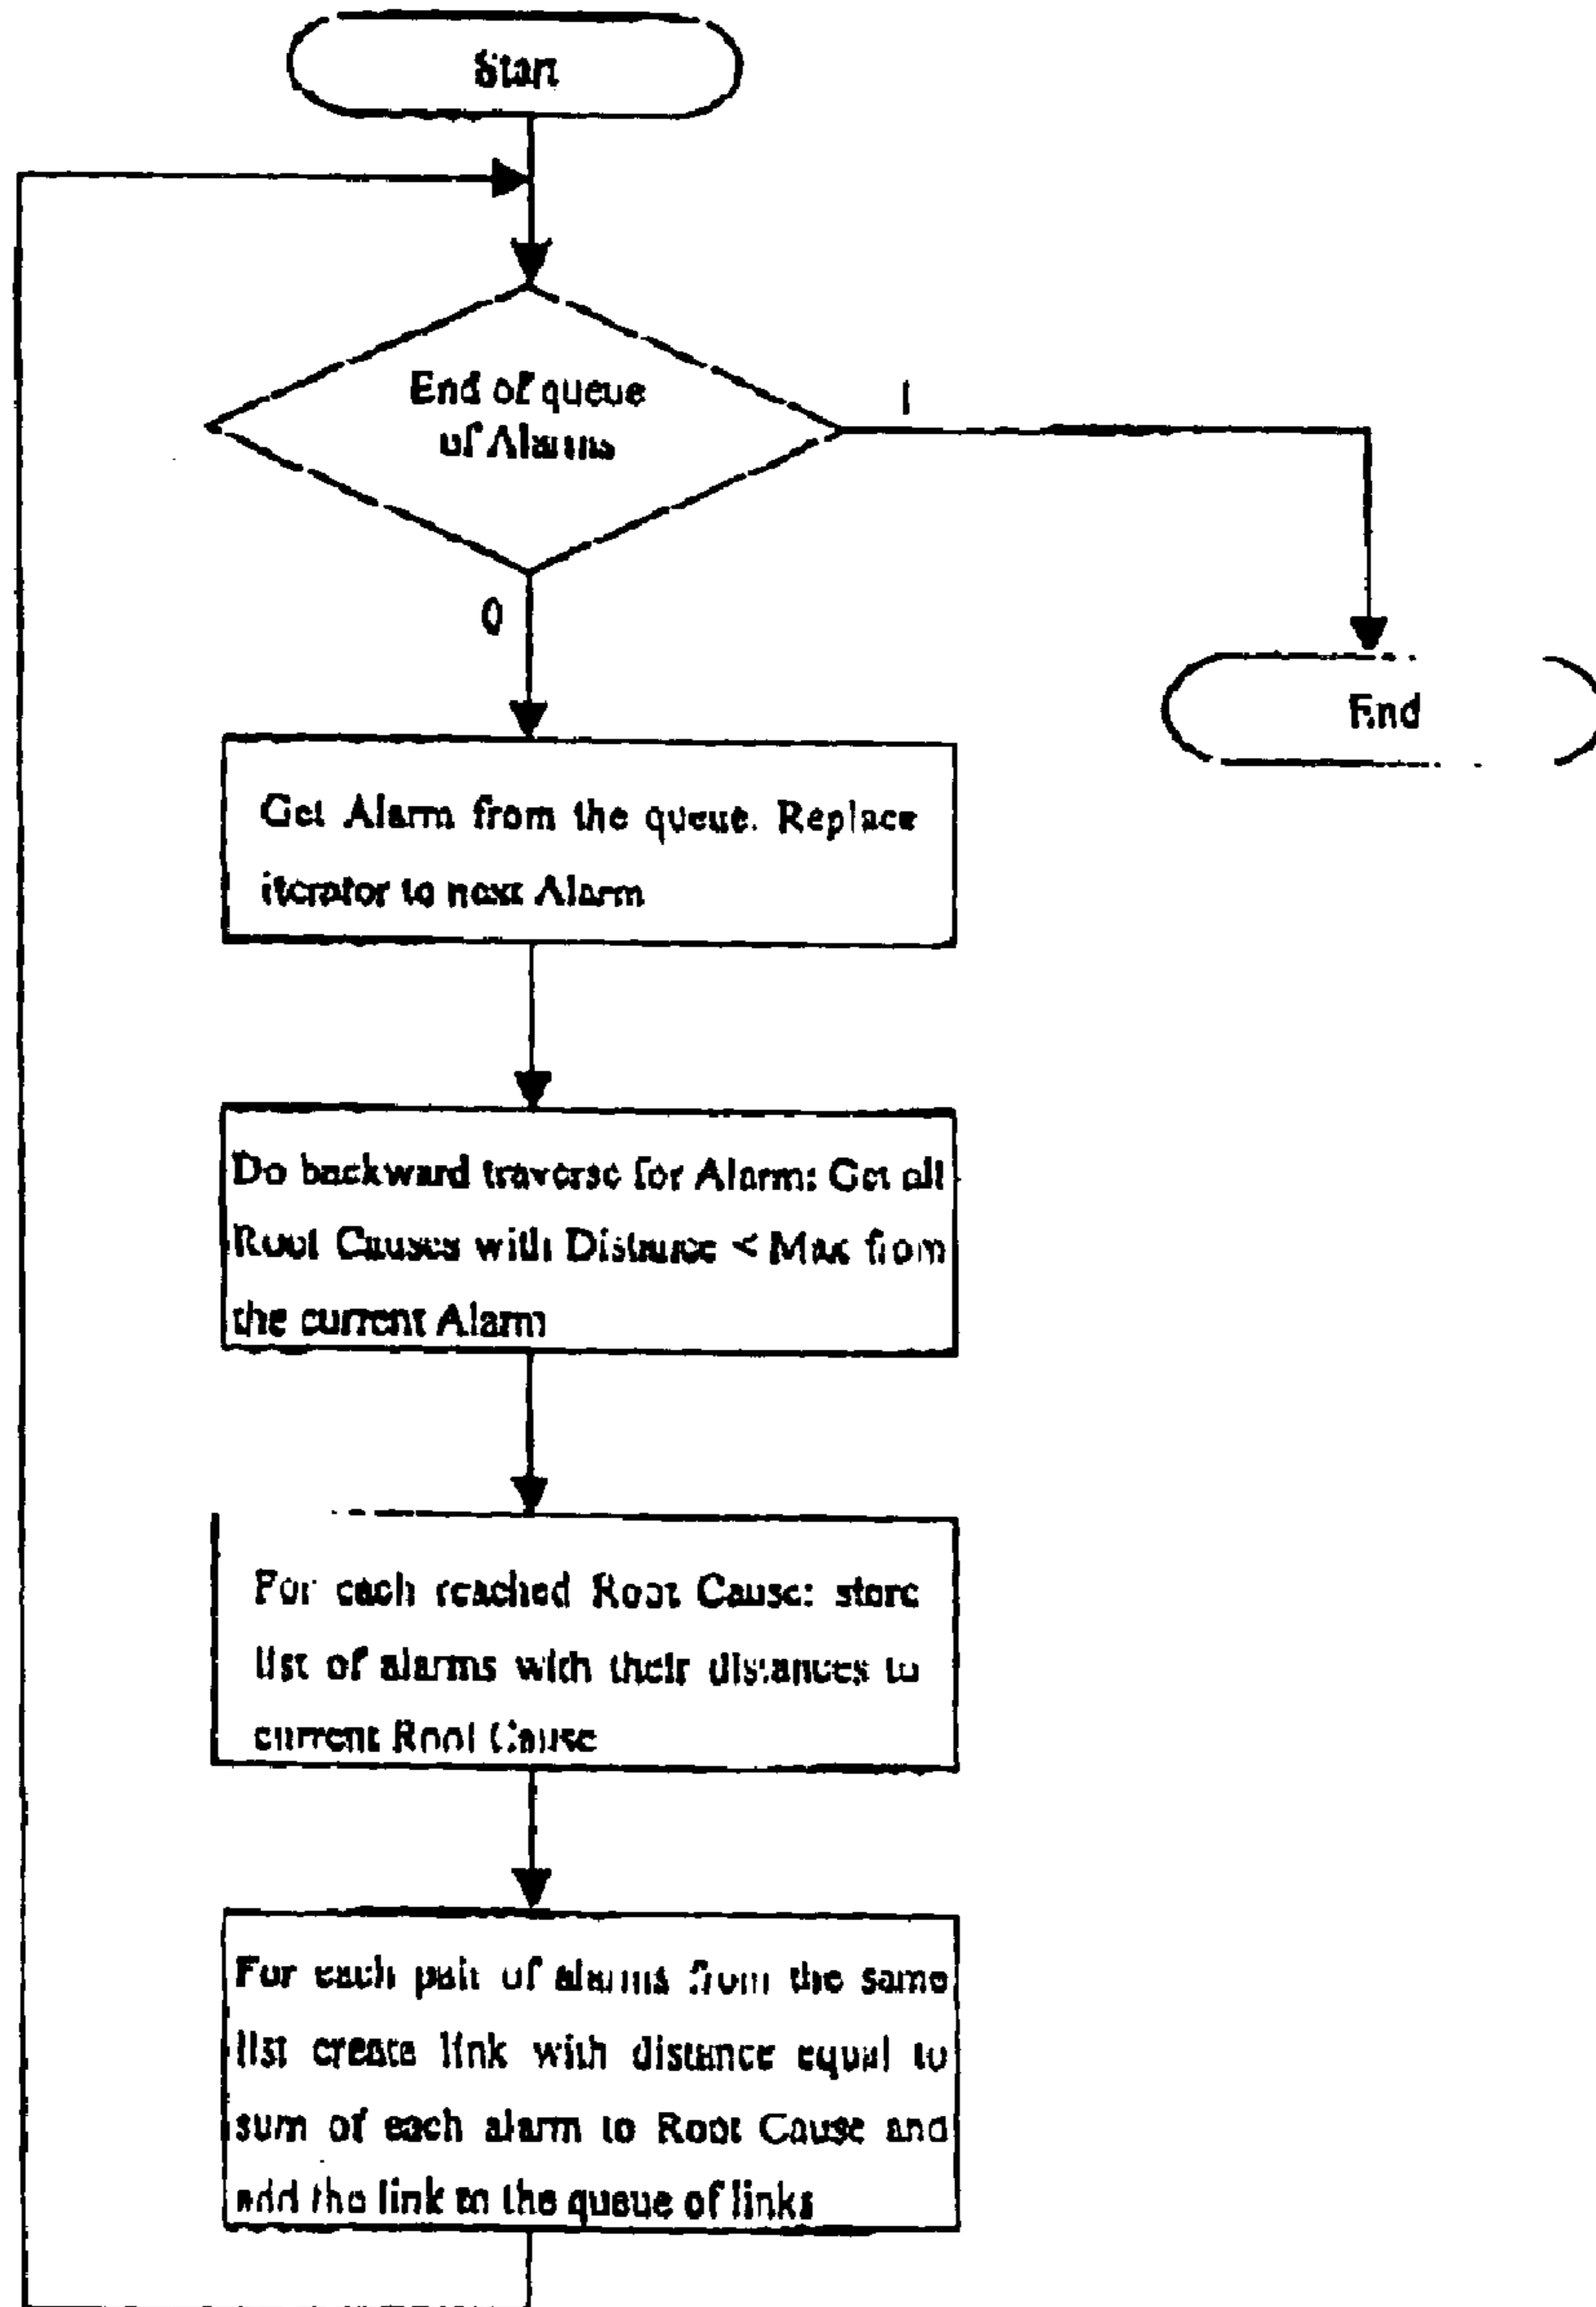 Start
End of queue
of Alarms
1
0
End
Get Alarm from the queue. Replace
iterator to next Alarm
Do backward traverse for Alarm: Get all
Root Causes with Distance < Max from
the current Alarm
For each reached Root Cause: store
list of alarms with their distances to
current Root Cause
For each pair of alarms from the same
list create link with distance equal to
sum of each alarm to Root Cause and
add the link to the queue of links